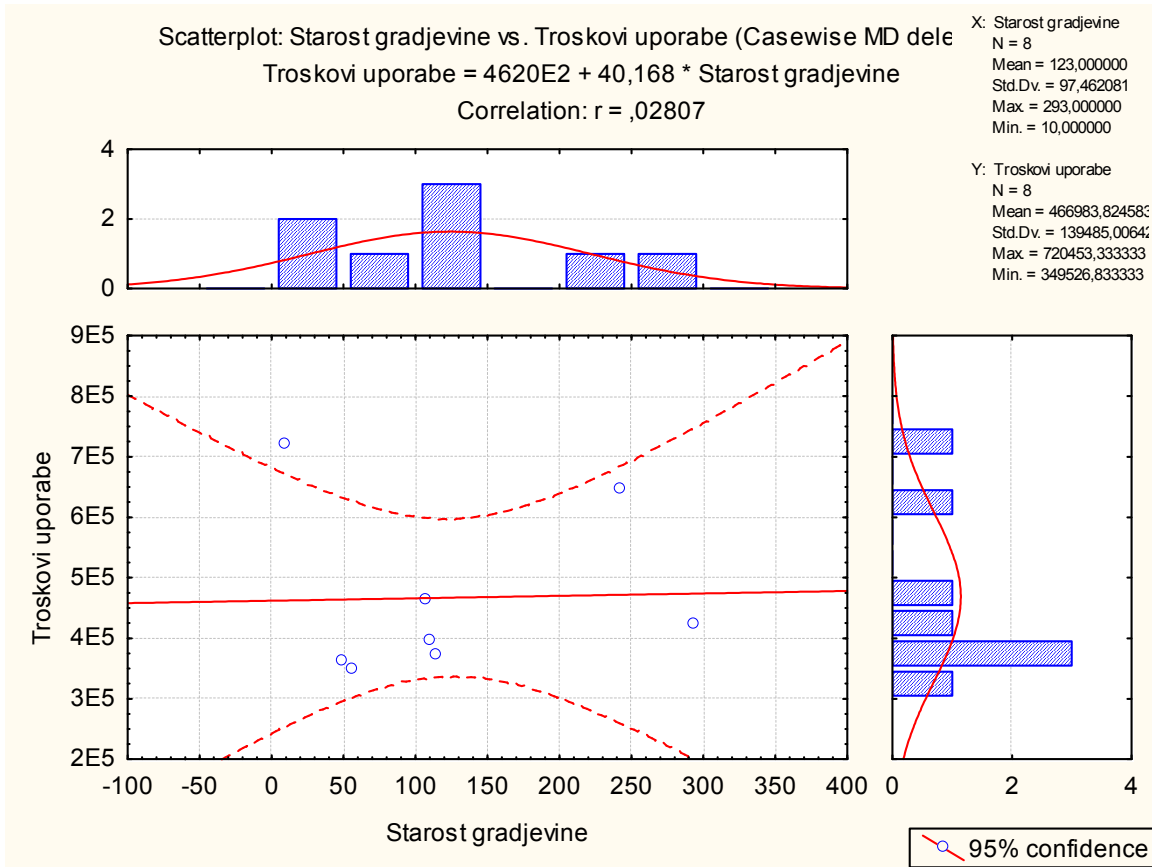 Scatterplot: Starost gradjevine vs. Troskovi uporabe (Casewise MD dele
Troskovi uporabe = 4620E2 + 40,168 * Starost gradjevine
Correlation: r = ,02807
X: Starost gradjevine
N = 8
Mean = 123,000000
Std.Dv. = 97,462081
Max. = 293,000000
Min. = 10,000000
Y: Troskovi uporabe
N = 8
Mean = 466983,824583
Std.Dv. = 139485,00642
Max. = 720453,333333
Min. = 349526,833333
4
2
0
9E5
8E5
7E5
6E5
5E5
4E5
3E5
2E5
Troskovi uporabe
-100 -50 0 50 100 150 200 250 300 350 400
Starost gradjevine
0 2 4
95% confidence